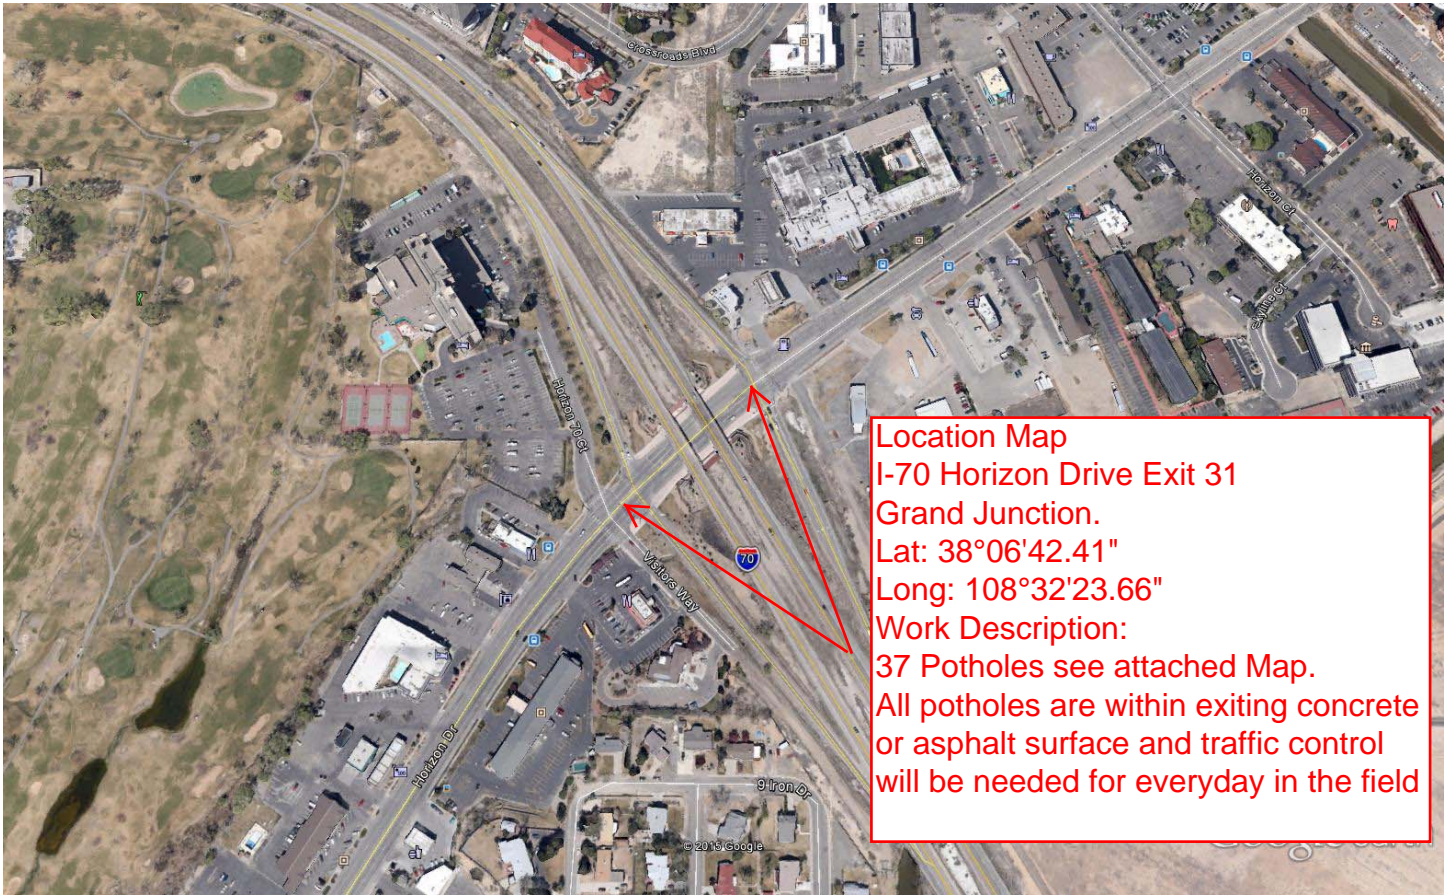 Crossroads Blvd
Horizon Ct
Skyline Ct
Horizon 70 Ct
70
Visitors Way
Horizon Dr
9 Iron Dr
© 2015 Google
Location Map
I-70 Horizon Drive Exit 31
Grand Junction.
Lat: 38°06'42.41"
Long: 108°32'23.66"
Work Description:
37 Potholes see attached Map.
All potholes are within exiting concrete
or asphalt surface and traffic control
will be needed for everyday in the field